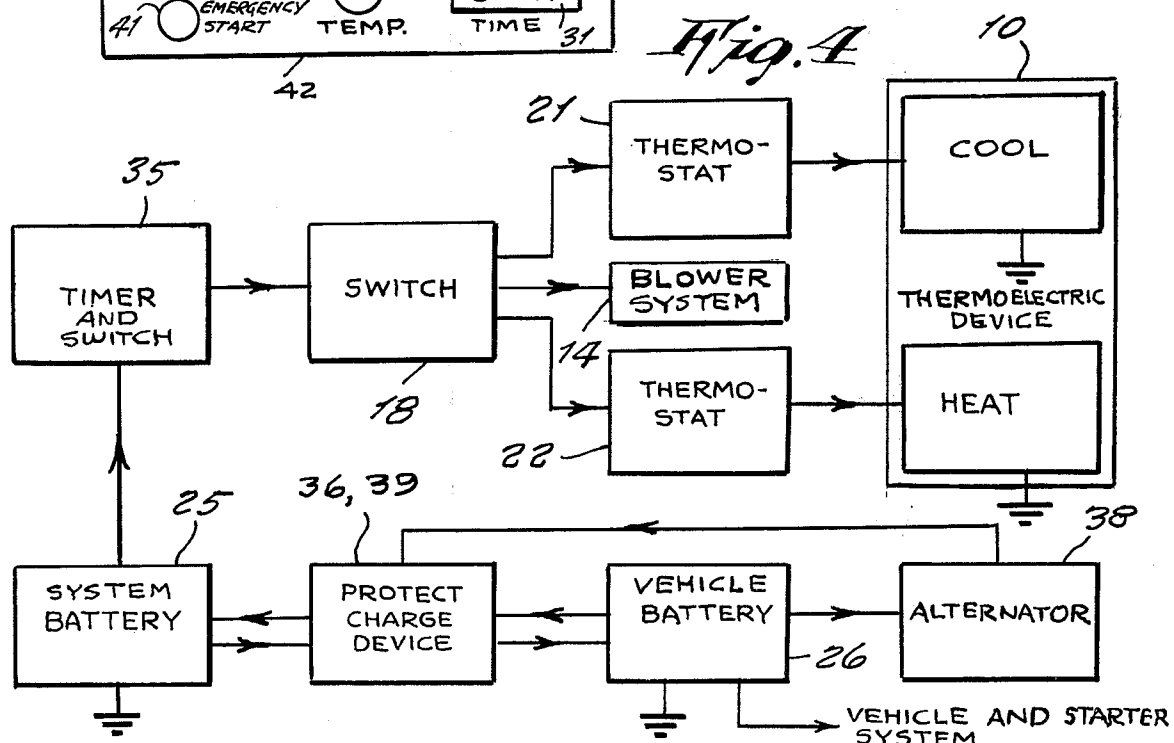 41
EMERGENCY
START
TEMP.
TIME
31
42
Fig. 4
10
21
THERMO-
STAT
COOL
35
TIMER
AND
SWITCH
SWITCH
18
BLOWER
SYSTEM
14
THERMOELECTRIC
DEVICE
THERMO-
STAT
22
HEAT
25
36, 39
38
SYSTEM
BATTERY
PROTECT
CHARGE
DEVICE
VEHICLE
BATTERY
26
ALTERNATOR
VEHICLE AND STARTER
SYSTEM